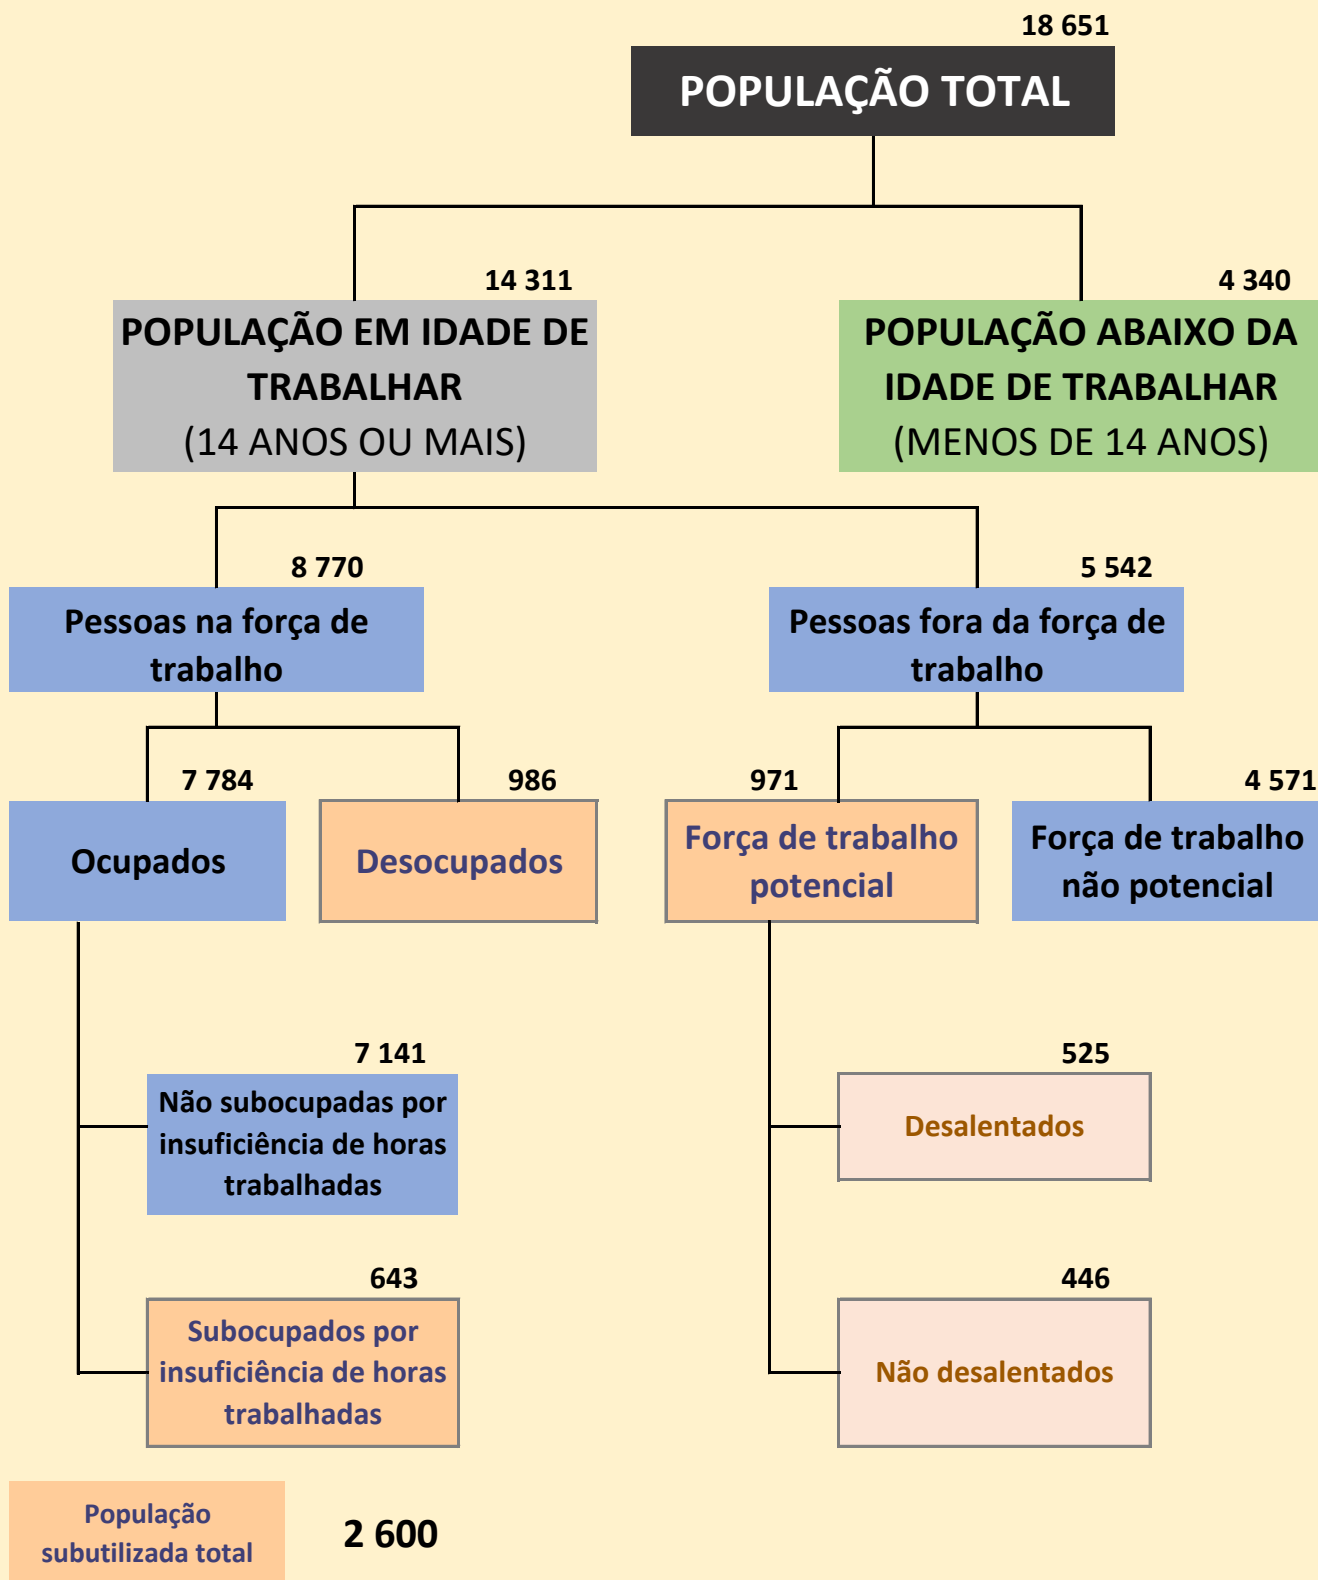 18 651
POPULAÇÃO TOTAL
14 311
POPULAÇÃO EM IDADE DE
TRABALHAR
(14 ANOS OU MAIS)
4 340
POPULAÇÃO ABAIXO DA
IDADE DE TRABALHAR
(MENOS DE 14 ANOS)
8 770
Pessoas na força de
trabalho
5 542
Pessoas fora da força de
trabalho
7 784
Ocupados
986
Desocupados
971
Força de trabalho
potencial
4 571
Força de trabalho
não potencial
7 141
Não subocupadas por
insuficiência de horas
trabalhadas
525
Desalentados
643
Subocupados por
insuficiência de horas
trabalhadas
446
Não desalentados
População
subutilizada total
2 600